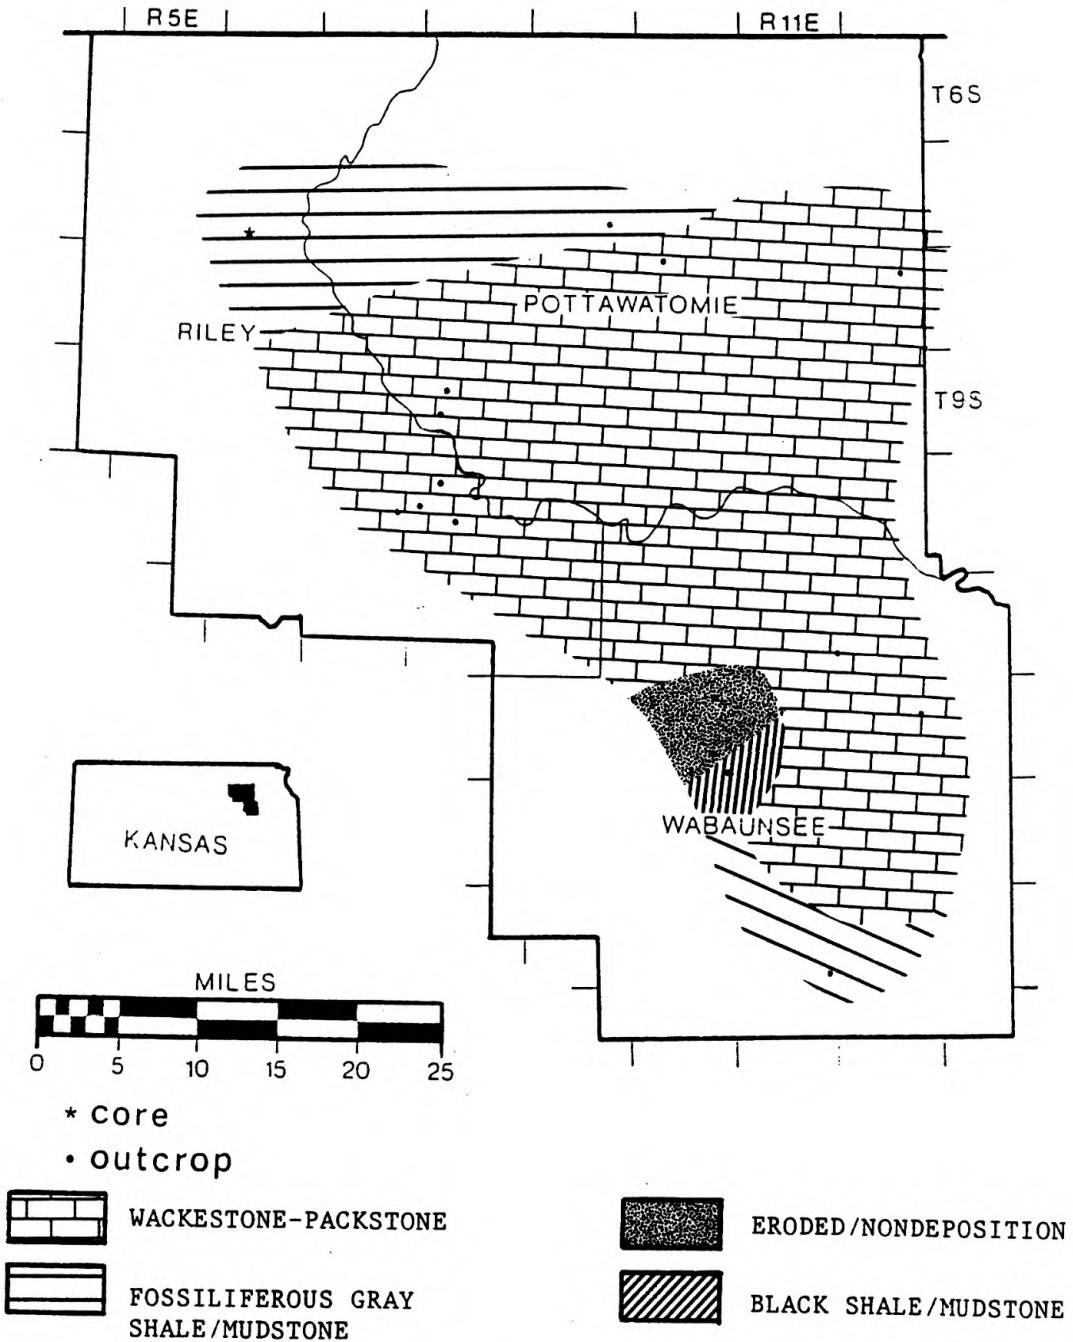 R5E
R11E
T6S
POTTAWATOMIE
RILEY
T9S
WABAUNSEE
KANSAS
MILES
0 5 10 15 20 25
* core
• outcrop
WACKESTONE-PACKSTONE
FOSSILIFEROUS GRAY
SHALE/MUDSTONE
ERODED/NONDEPOSITION
BLACK SHALE/MUDSTONE